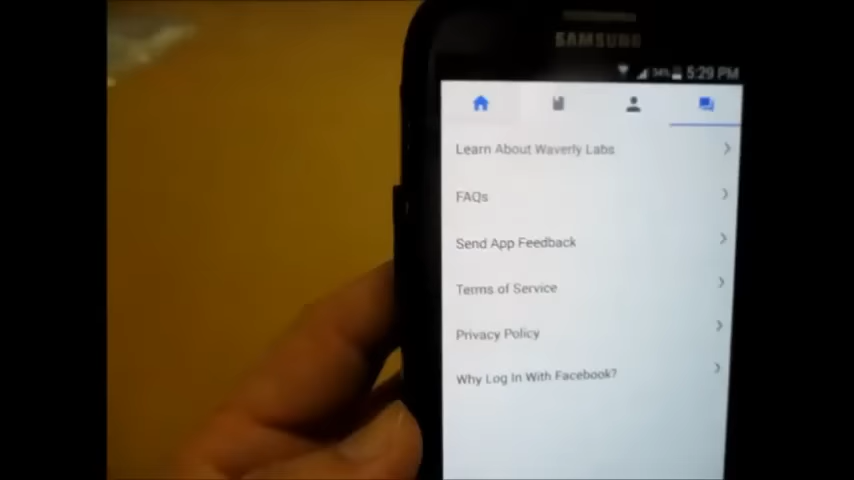 SAMSUNG
34% 5:29 PM
Learn About Waverly Labs
FAQs
Send App Feedback
Terms of Service
Privacy Policy
Why Log In With Facebook?